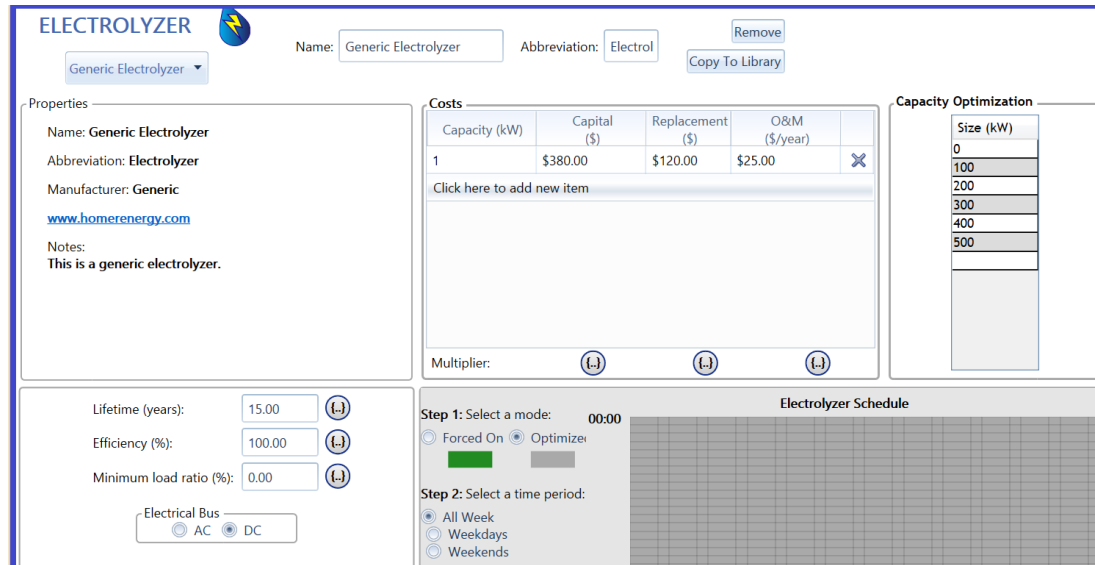 ELECTROLYZER
Name: Generic Electrolyzer Abbreviation: Electrol
Remove
Copy To Library
Generic Electrolyzer
Properties
Name: Generic Electrolyzer
Abbreviation: Electrolyzer
Manufacturer: Generic
www.homerenergy.com
Notes:
This is a generic electrolyzer.
Costs
Capacity (kW) Capital ($) Replacement ($) O&M ($/year)
1 $380.00 $120.00 $25.00
Click here to add new item
Multiplier: {..} {..} {..}
Capacity Optimization
Size (kW)
0
100
200
300
400
500
Lifetime (years): 15.00 {..}
Efficiency (%): 100.00 {..}
Minimum load ratio (%): 0.00 {..}
Electrical Bus
AC DC
Step 1: Select a mode:
Forced On Optimize
Step 2: Select a time period:
All Week
Weekdays
Weekends
Electrolyzer Schedule
00:00